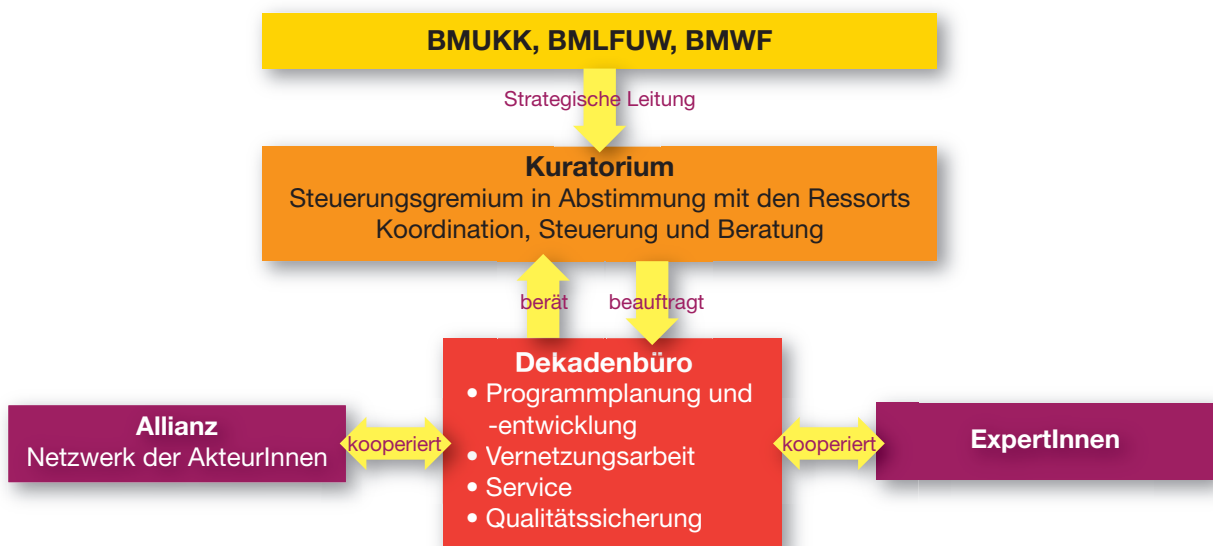 BMUKK, BMLFUW, BMWF
Strategische Leitung
Kuratorium
Steuerungsgremium in Abstimmung mit den Ressorts
Koordination, Steuerung und Beratung
berät
beauftragt
Allianz
Netzwerk der AkteurInnen
kooperiert
Dekadenbüro
• Programmplanung und
-entwicklung
• Vernetzungsarbeit
• Service
• Qualitätssicherung
kooperiert
ExpertInnen